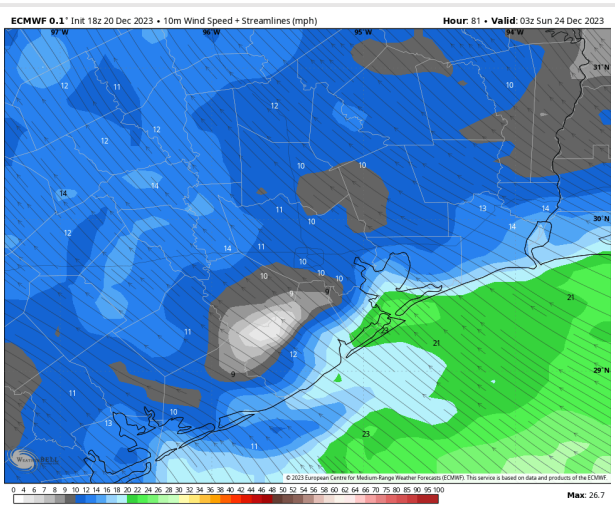 ECMWF 0.1° Init 18z 20 Dec 2023 • 10m Wind Speed + Streamlines (mph)
Hour: 81 • Valid: 03z Sun 24 Dec 2023
97°W 96°W 95°W 94°W
31°N
12 11 10
12
12
12
10 10
14
14
13 14
11
30°N
12
10
14
14 11
10
10 10 10
9 9
21
23
11
21
12
29°N
9
11
10
13
23
11
WeatherBELL
© 2023 European Centre for Medium-Range Weather Forecasts (ECMWF). This service is based on data and products of the ECMWF.
0 4 6 7 8 9 10 12 14 16 18 20 22 24 26 28 30 32 34 36 38 40 42 44 46 48 50 52 54 56 58 60 62 64 66 70 75 80 85 90 95 100
Max: 26.7